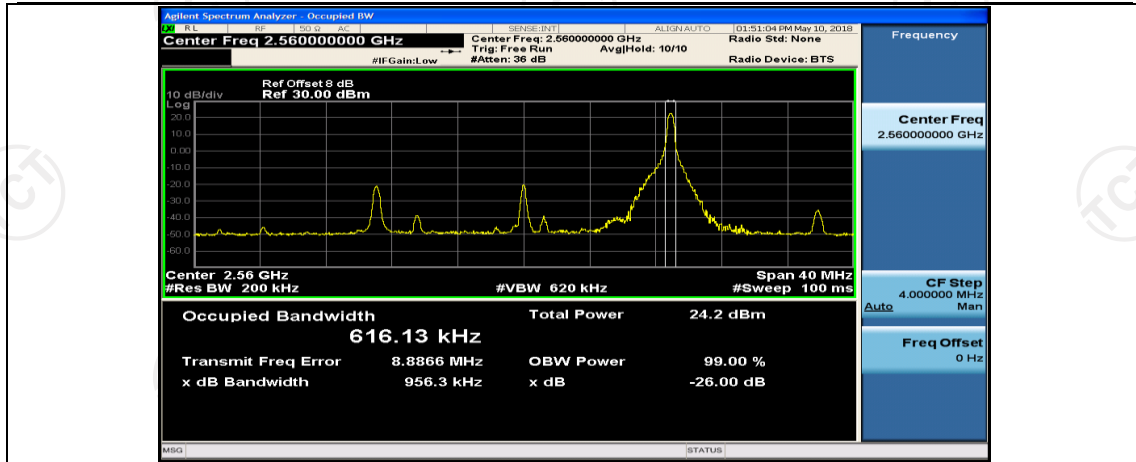 Agilent Spectrum Analyzer - Occupied BW
LXI RL RF 50 Ω AC SENSE:INT ALIGN AUTO 01:51:04 PM May 10, 2018
Center Freq 2.560000000 GHz Center Freq: 2.560000000 GHz Radio Std: None
Trig: Free Run Avg|Hold: 10/10
#IFGain:Low #Atten: 36 dB Radio Device: BTS
Ref Offset 8 dB
10 dB/div Ref 30.00 dBm
Log
20.0
10.0
0.00
-10.0
-20.0
-30.0
-40.0
-50.0
-60.0
Center 2.56 GHz Span 40 MHz
#Res BW 200 kHz #VBW 620 kHz #Sweep 100 ms
Occupied Bandwidth Total Power 24.2 dBm
616.13 kHz
Transmit Freq Error 8.8866 MHz OBW Power 99.00 %
x dB Bandwidth 956.3 kHz x dB -26.00 dB
MSG STATUS
Frequency
Center Freq
2.560000000 GHz
CF Step
4.000000 MHz
Auto Man
Freq Offset
0 Hz
TCT
TCT